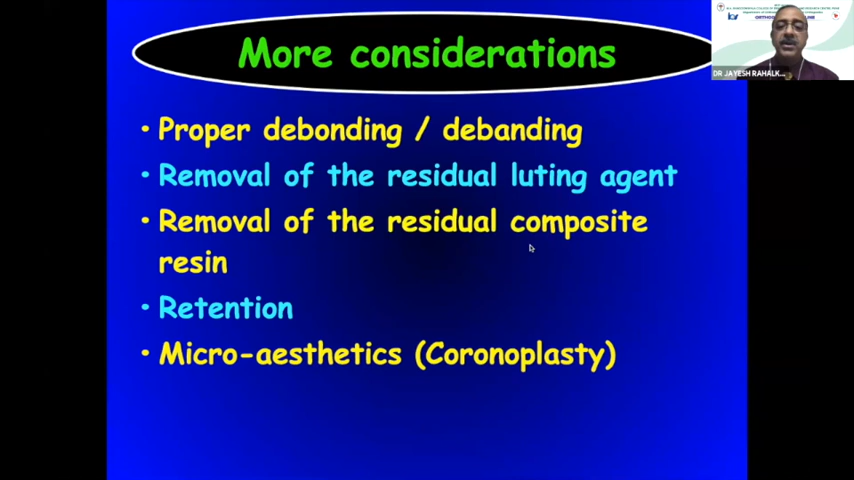 More considerations
• Proper debonding / debanding
• Removal of the residual luting agent
• Removal of the residual composite
resin
• Retention
• Micro-aesthetics (Coronoplasty)
DR JAYESH RAHALK...